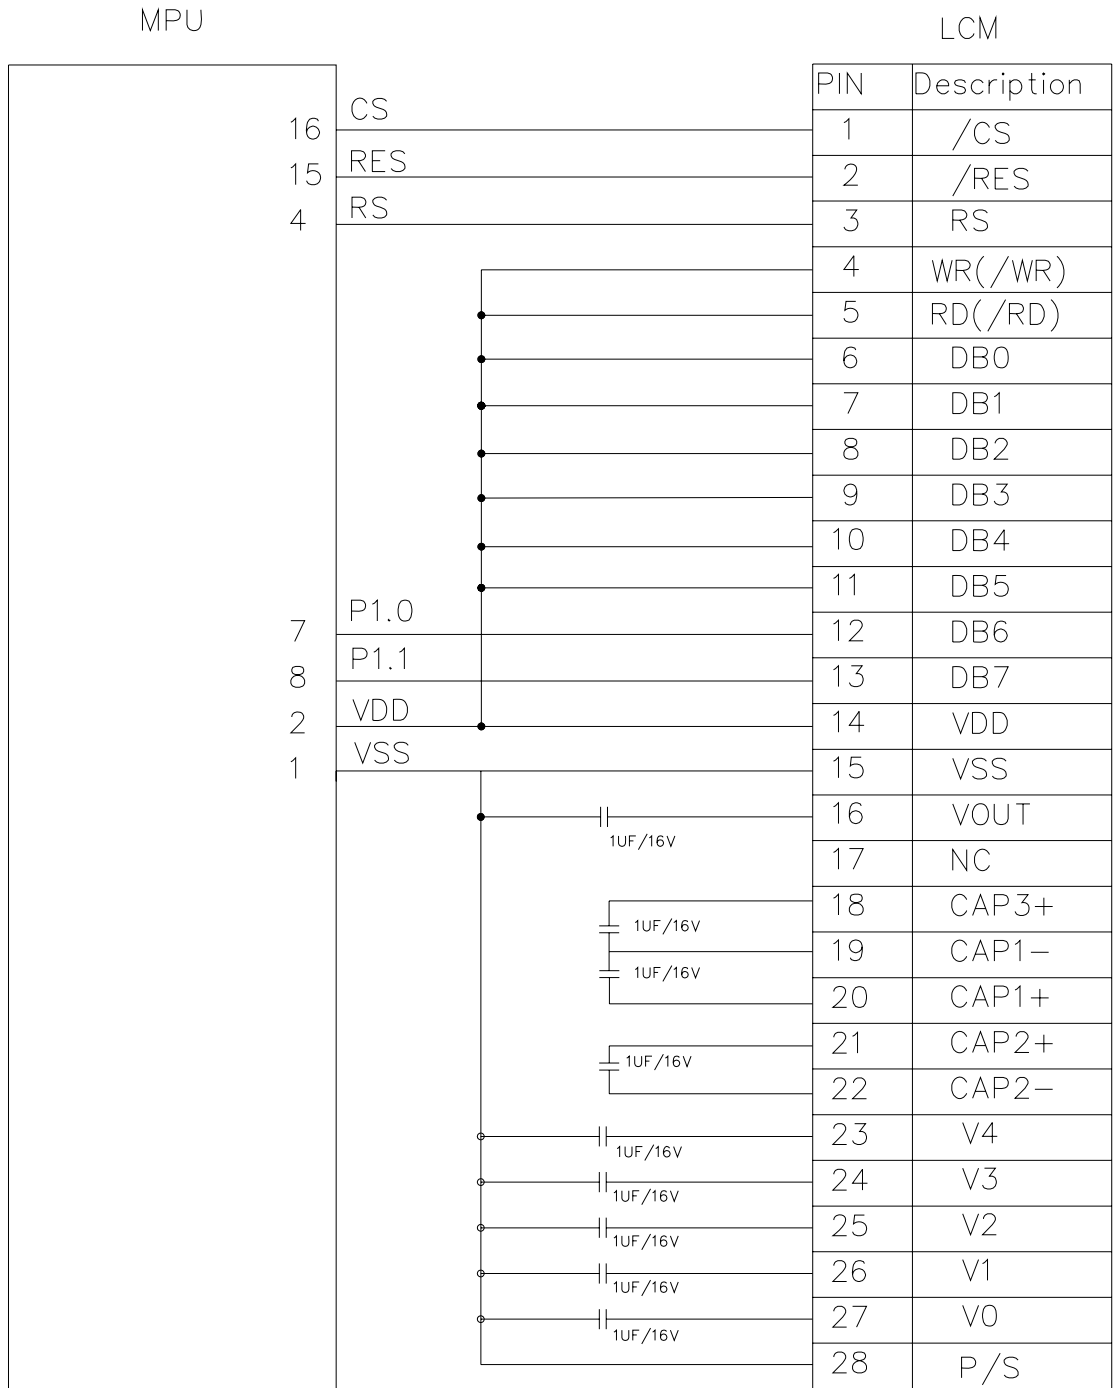 MPU
LCM
PIN Description
CS
16
1 /CS
RES
15
2 /RES
RS
4
3 RS
4 WR(/WR)
5 RD(/RD)
6 DB0
7 DB1
8 DB2
9 DB3
10 DB4
11 DB5
P1.0
7
12 DB6
P1.1
8
13 DB7
VDD
2
14 VDD
VSS
1
15 VSS
16 VOUT
1UF/16V
17 NC
18 CAP3+
1UF/16V
19 CAP1-
1UF/16V
20 CAP1+
21 CAP2+
1UF/16V
22 CAP2-
23 V4
1UF/16V
24 V3
1UF/16V
25 V2
1UF/16V
26 V1
1UF/16V
27 V0
1UF/16V
28 P/S